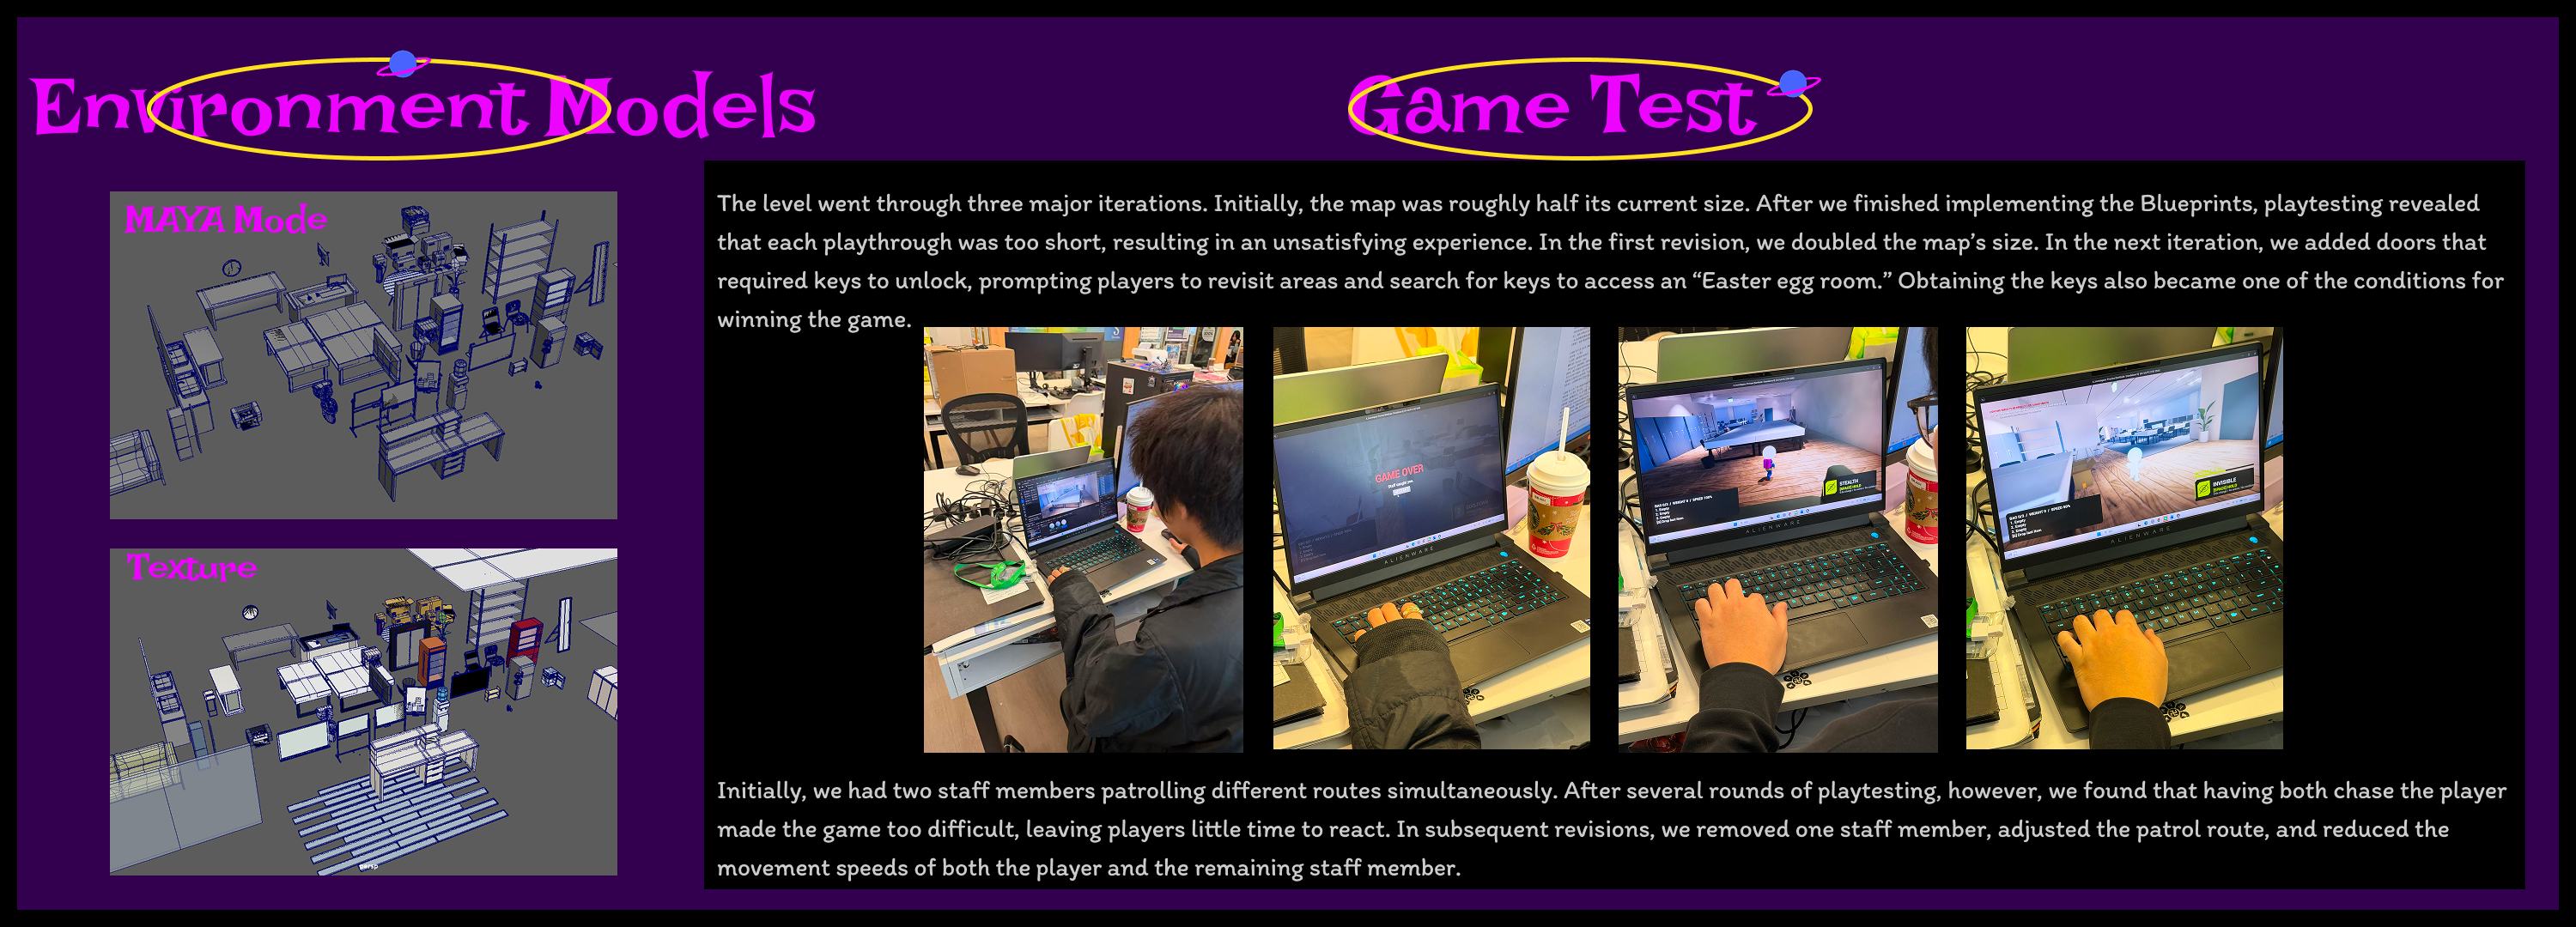 Environment Models
Game Test
MAYA Mode
Texture
persp
The level went through three major iterations. Initially, the map was roughly half its current size. After we finished implementing the Blueprints, playtesting revealed
that each playthrough was too short, resulting in an unsatisfying experience. In the first revision, we doubled the map’s size. In the next iteration, we added doors that
required keys to unlock, prompting players to revisit areas and search for keys to access an “Easter egg room.” Obtaining the keys also became one of the conditions for
winning the game.
GAME OVER
ALIENWARE
STEALTH
ALIENWARE
INVISIBLE
ALIENWARE
Initially, we had two staff members patrolling different routes simultaneously. After several rounds of playtesting, however, we found that having both chase the player
made the game too difficult, leaving players little time to react. In subsequent revisions, we removed one staff member, adjusted the patrol route, and reduced the
movement speeds of both the player and the remaining staff member.